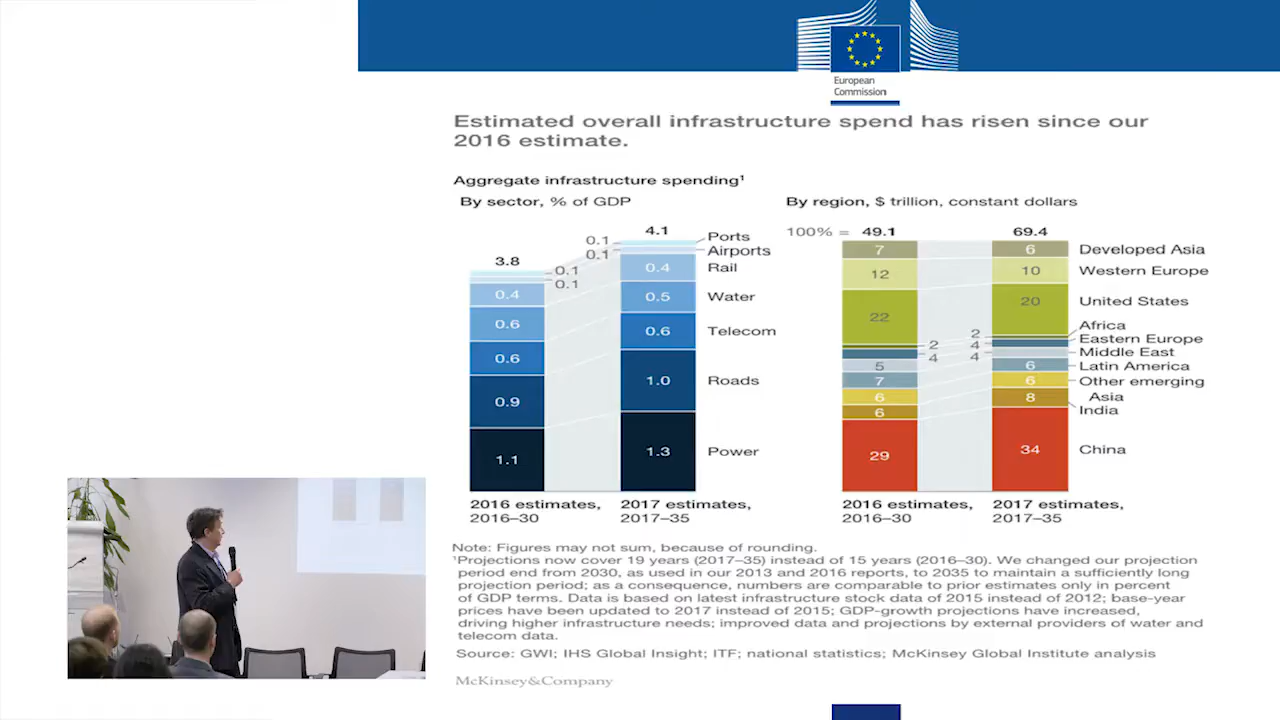 European
Commission
Estimated overall infrastructure spend has risen since our
2016 estimate.
Aggregate infrastructure spending¹
By sector, % of GDP
3.8
0.1
0.1
0.4
0.6
0.6
0.9
1.1
4.1
0.1
0.1
0.4
0.5
0.6
1.0
1.3
Ports
Airports
Rail
Water
Telecom
Roads
Power
2016 estimates,
2016–30
2017 estimates,
2017–35
By region, $ trillion, constant dollars
100% = 49.1
7
12
22
2
4
5
7
6
6
29
69.4
6
10
20
2
4
4
6
6
8
34
Developed Asia
Western Europe
United States
Africa
Eastern Europe
Middle East
Latin America
Other emerging
Asia
India
China
2016 estimates,
2016–30
2017 estimates,
2017–35
Note: Figures may not sum, because of rounding.
¹Projections now cover 19 years (2017–35) instead of 15 years (2016–30). We changed our projection
period end from 2030, as used in our 2013 and 2016 reports, to 2035 to maintain a sufficiently long
projection period; as a consequence, numbers are comparable to prior estimates only in percent
of GDP terms. Data is based on latest infrastructure stock data of 2015 instead of 2012; base-year
prices have been updated to 2017 instead of 2015; GDP-growth projections have increased,
driving higher infrastructure needs; improved data and projections by external providers of water and
telecom data.
Source: GWI; IHS Global Insight; ITF; national statistics; McKinsey Global Institute analysis
McKinsey&Company